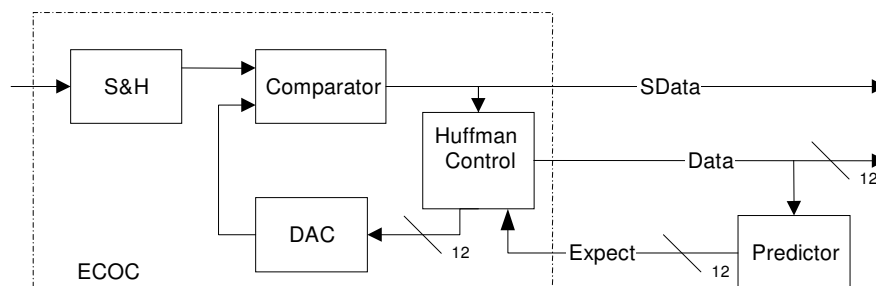 S&H
Comparator
SData
Huffman
Control
Data
12
DAC
12
Expect
12
Predictor
ECOC